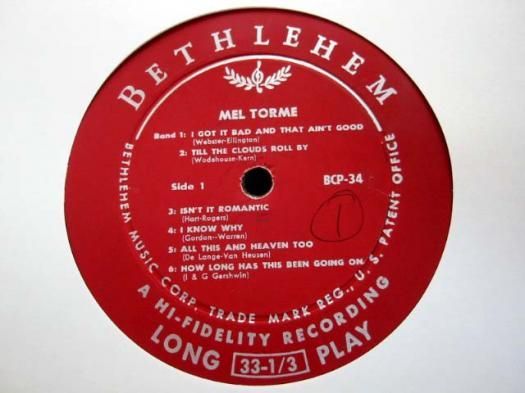 BETHLEHEM
MEL TORME
Band 1: I GOT IT BAD AND THAT AIN'T GOOD
(Webster-Ellington)
2: TILL THE CLOUDS ROLL BY
(Wodehouse-Kern)
Side 1
BCP-34
1
3: ISN'T IT ROMANTIC
(Hart-Rogers)
4: I KNOW WHY
(Gordon-Warren)
5: ALL THIS AND HEAVEN TOO
(De Lange-Van Heusen)
6: HOW LONG HAS THIS BEEN GOING ON
(I & G Gershwin)
BETHLEHEM MUSIC CORP. TRADE MARK REG., U. S. PATENT OFFICE
A HI-FIDELITY RECORDING
LONG 33-1/3 PLAY